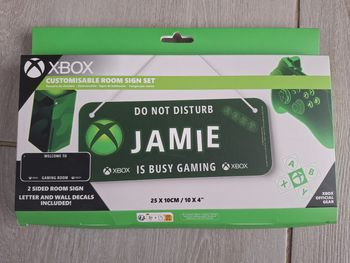 XBOX
CUSTOMISABLE ROOM SIGN SET
DO NOT DISTURB
JAMIE
IS BUSY GAMING
XBOX
XBOX
WELCOME TO
GAMING ROOM
2 SIDED ROOM SIGN
LETTER AND WALL DECALS
INCLUDED!
25 X 10CM / 10 X 4"
A
B
X
Y
XBOX
OFFICIAL
GEAR